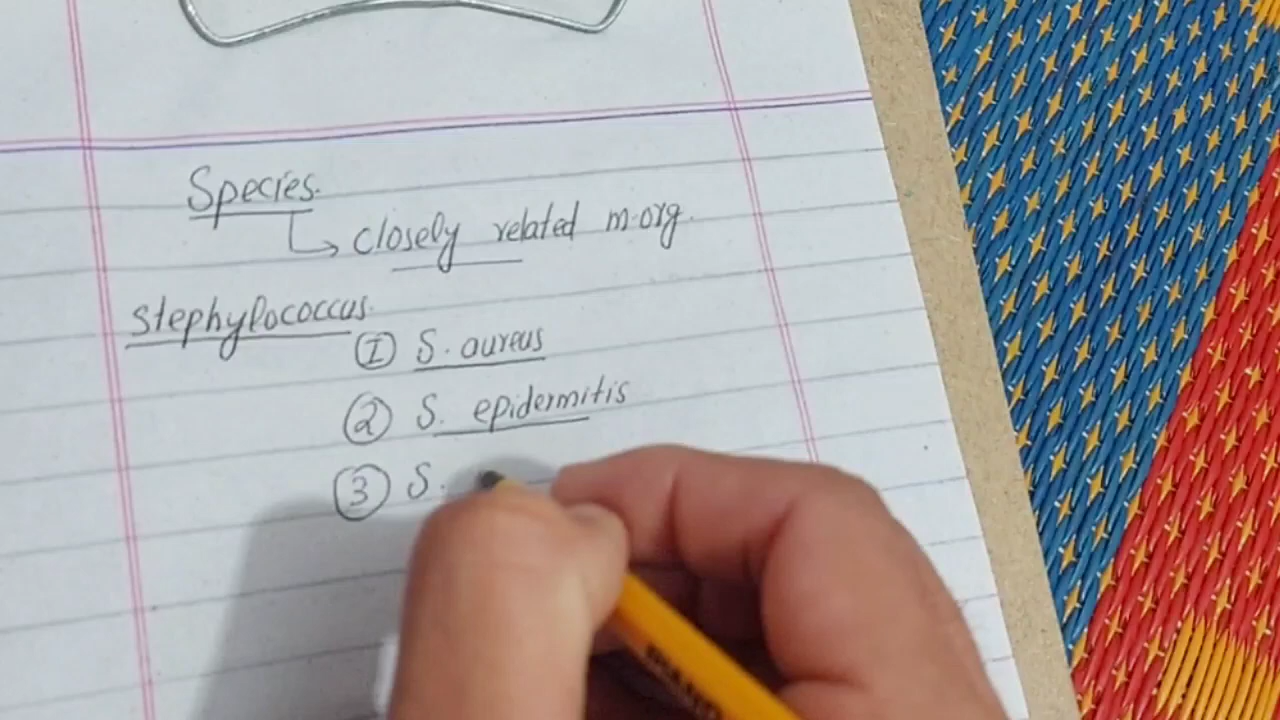 Species.
↳ closely related m.org.
stephylococcus.
① S. aureus
② S. epidermitis
③ S.